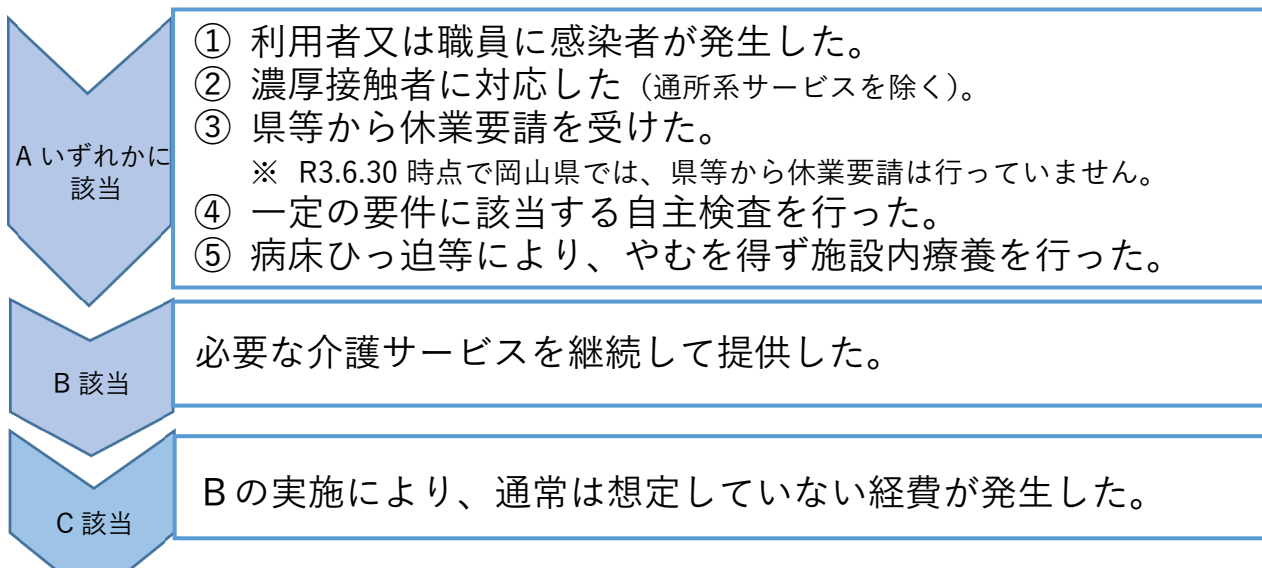 A いずれかに
該当
① 利用者又は職員に感染者が発生した。
② 濃厚接触者に対応した（通所系サービスを除く）。
③ 県等から休業要請を受けた。
※ R3.6.30 時点で岡山県では、県等から休業要請は行っていません。
④ 一定の要件に該当する自主検査を行った。
⑤ 病床ひっ迫等により、やむを得ず施設内療養を行った。
B 該当
必要な介護サービスを継続して提供した。
C 該当
Ｂの実施により、通常は想定していない経費が発生した。